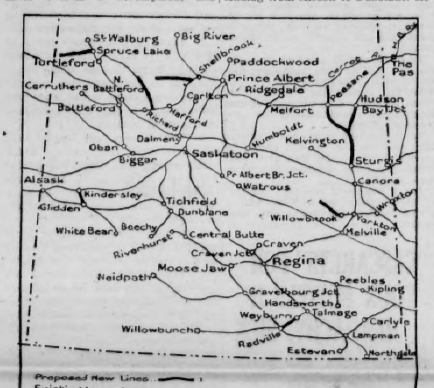 St. Walburg
Big River
Spruce Lake
Shellbrook
Paddockwood
Turtleford
Prince Albert
The Pas
Carruthers
N. Battleford
Carlton
Ridgedale
Peesane
Hudson Bay Jct.
Battleford
Richard
Hafford
Melfort
Dalmeny
Humboldt
Kelvington
Oban
Biggar
Saskatoon
Sturgis
Pr Albert Br. Jct.
Canora
Alsask
Kindersley
Watrous
Wroxton
Glidden
Tichfield
Dunblane
Willowbrook
Yorkton
White Bear
Beechy
Riverhurst
Central Butte
Melville
Craven
Craven Jct.
Regina
Neidpath
Moose Jaw
Peebles
Kipling
Gravelbourg Jct.
Handsworth
Weyburn
Talmage
Carlyle
Willowbunch
Radville
Lampman
Estevan
Northgate
Proposed New Lines